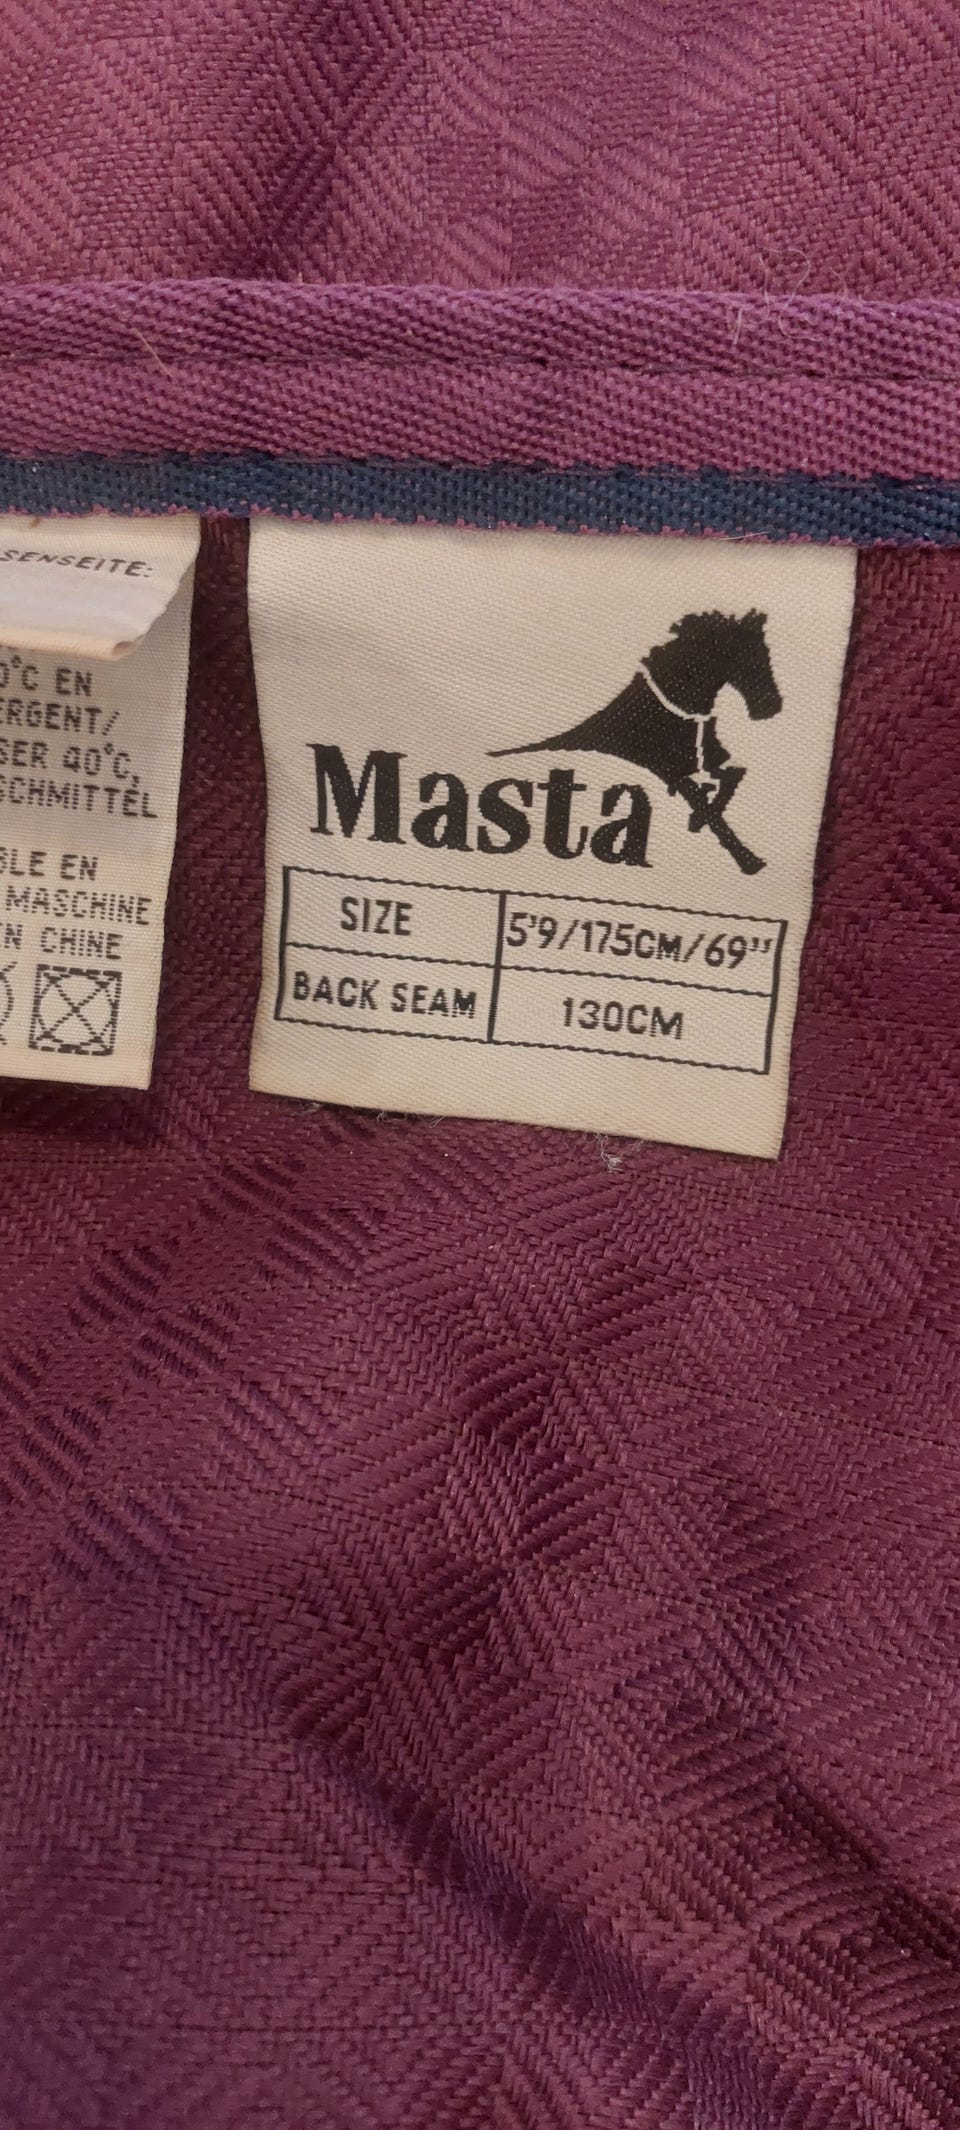 SENSEITE:
0°C EN
ERGENT/
SER 40°C,
SCHMITTEL
BLE EN
MASCHINE
EN CHINE
Masta
SIZE 5'9/175CM/69"
BACK SEAM 130CM